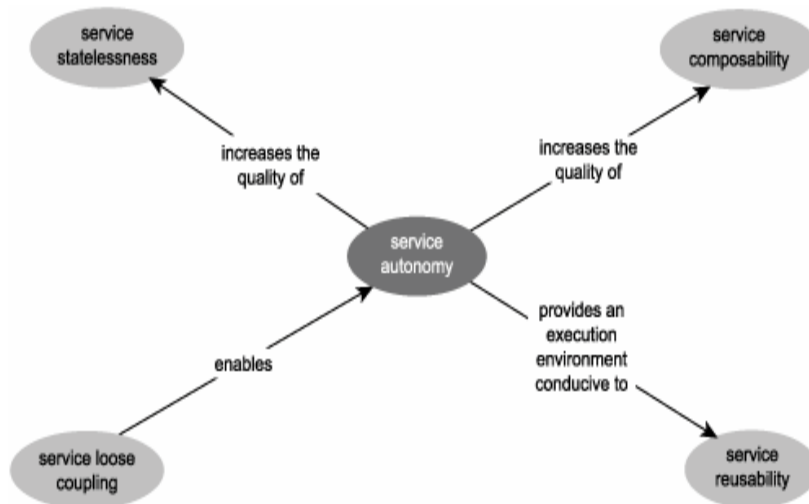 service
statelessness
service
composability
increases the
quality of
increases the
quality of
service
autonomy
provides an
execution
environment
conducive to
enables
service loose
coupling
service
reusability